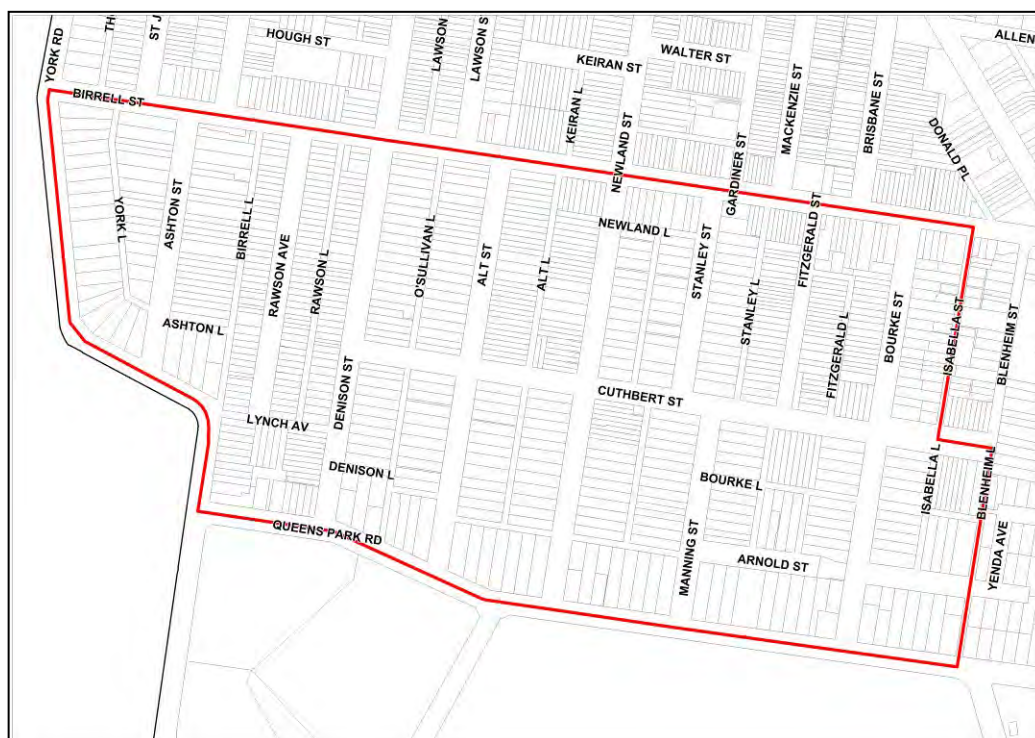 YORK RD
TH
ST J
HOUGH ST
LAWSON
LAWSON S
KEIRAN ST
WALTER ST
ALLEN
BIRRELL ST
KEIRAN L
NEWLAND ST
GARDINER ST
MACKENZIE ST
BRISBANE ST
DONALD PL
YORK L
ASHTON ST
BIRRELL L
RAWSON AVE
RAWSON L
O'SULLIVAN L
ALT ST
ALT L
NEWLAND L
STANLEY ST
STANLEY L
FITZGERALD ST
FITZGERALD L
BOURKE ST
ISABELLA ST
BLENHEIM ST
ASHTON L
DENISON ST
CUTHBERT ST
LYNCH AV
DENISON L
BOURKE L
ISABELLA L
BLENHEIM L
QUEENS PARK RD
MANNING ST
ARNOLD ST
YENDA AVE